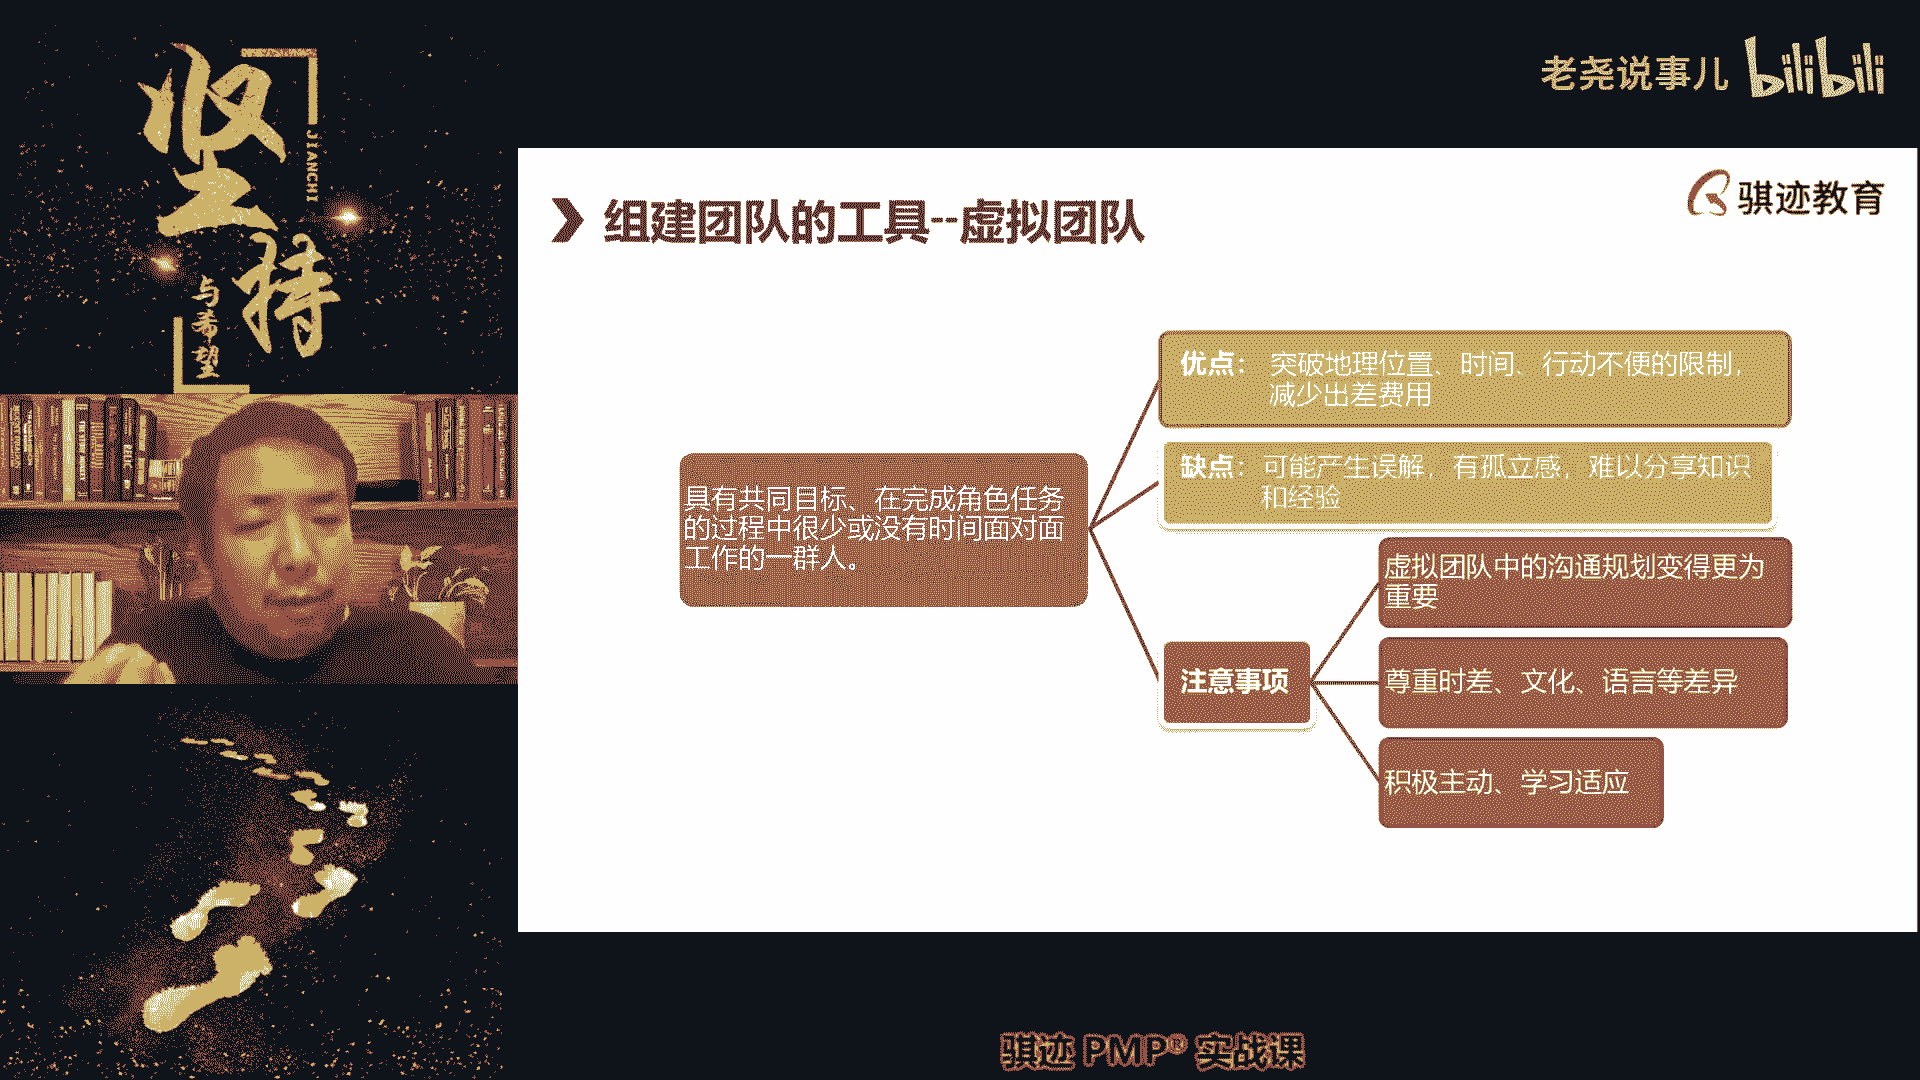 坚持
JIANCHI
与希望
老尧说事儿 bilibili
骐迹教育
组建团队的工具--虚拟团队
具有共同目标、在完成角色任务
的过程中很少或没有时间面对面
工作的一群人。
优点： 突破地理位置、时间、行动不便的限制，
减少出差费用
缺点： 可能产生误解，有孤立感，难以分享知识
和经验
注意事项
虚拟团队中的沟通规划变得更为
重要
尊重时差、文化、语言等差异
积极主动、学习适应
骐迹 PMP® 实战课